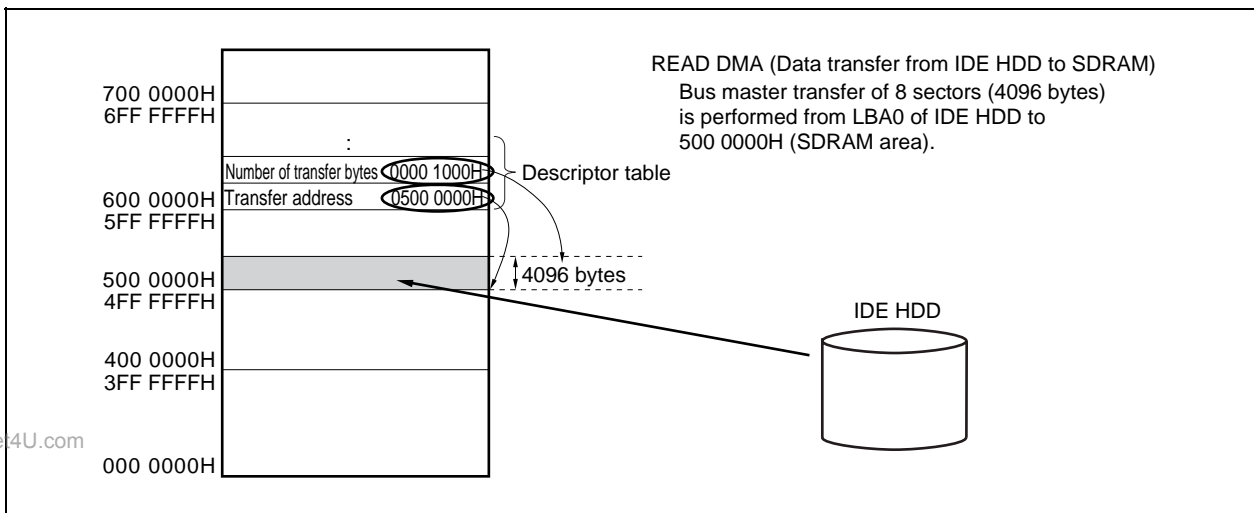 READ DMA (Data transfer from IDE HDD to SDRAM)
Bus master transfer of 8 sectors (4096 bytes)
is performed from LBA0 of IDE HDD to
500 0000H (SDRAM area).
700 0000H
6FF FFFFH
:
Number of transfer bytes 0000 1000H
Descriptor table
600 0000H Transfer address 0500 0000H
5FF FFFFH
500 0000H
4096 bytes
4FF FFFFH
IDE HDD
400 0000H
3FF FFFFH
et4U.com
000 0000H